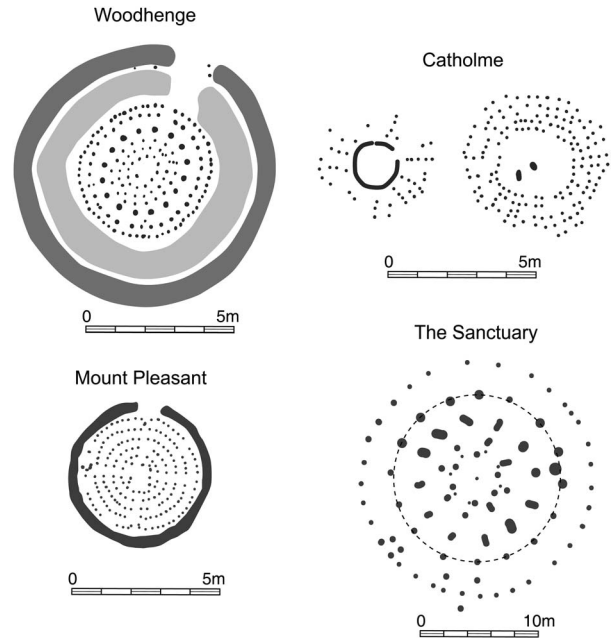 Woodhenge
0 5m
Catholme
0 5m
Mount Pleasant
0 5m
The Sanctuary
0 10m